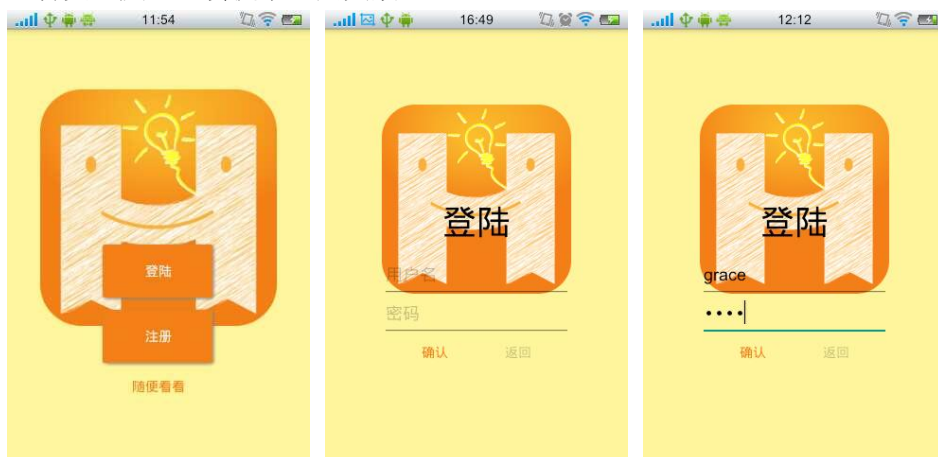 11:54
登陆
注册
随便看看
16:49
登陆
用户名
密码
确认 返回
12:12
登陆
grace
••••
确认 返回